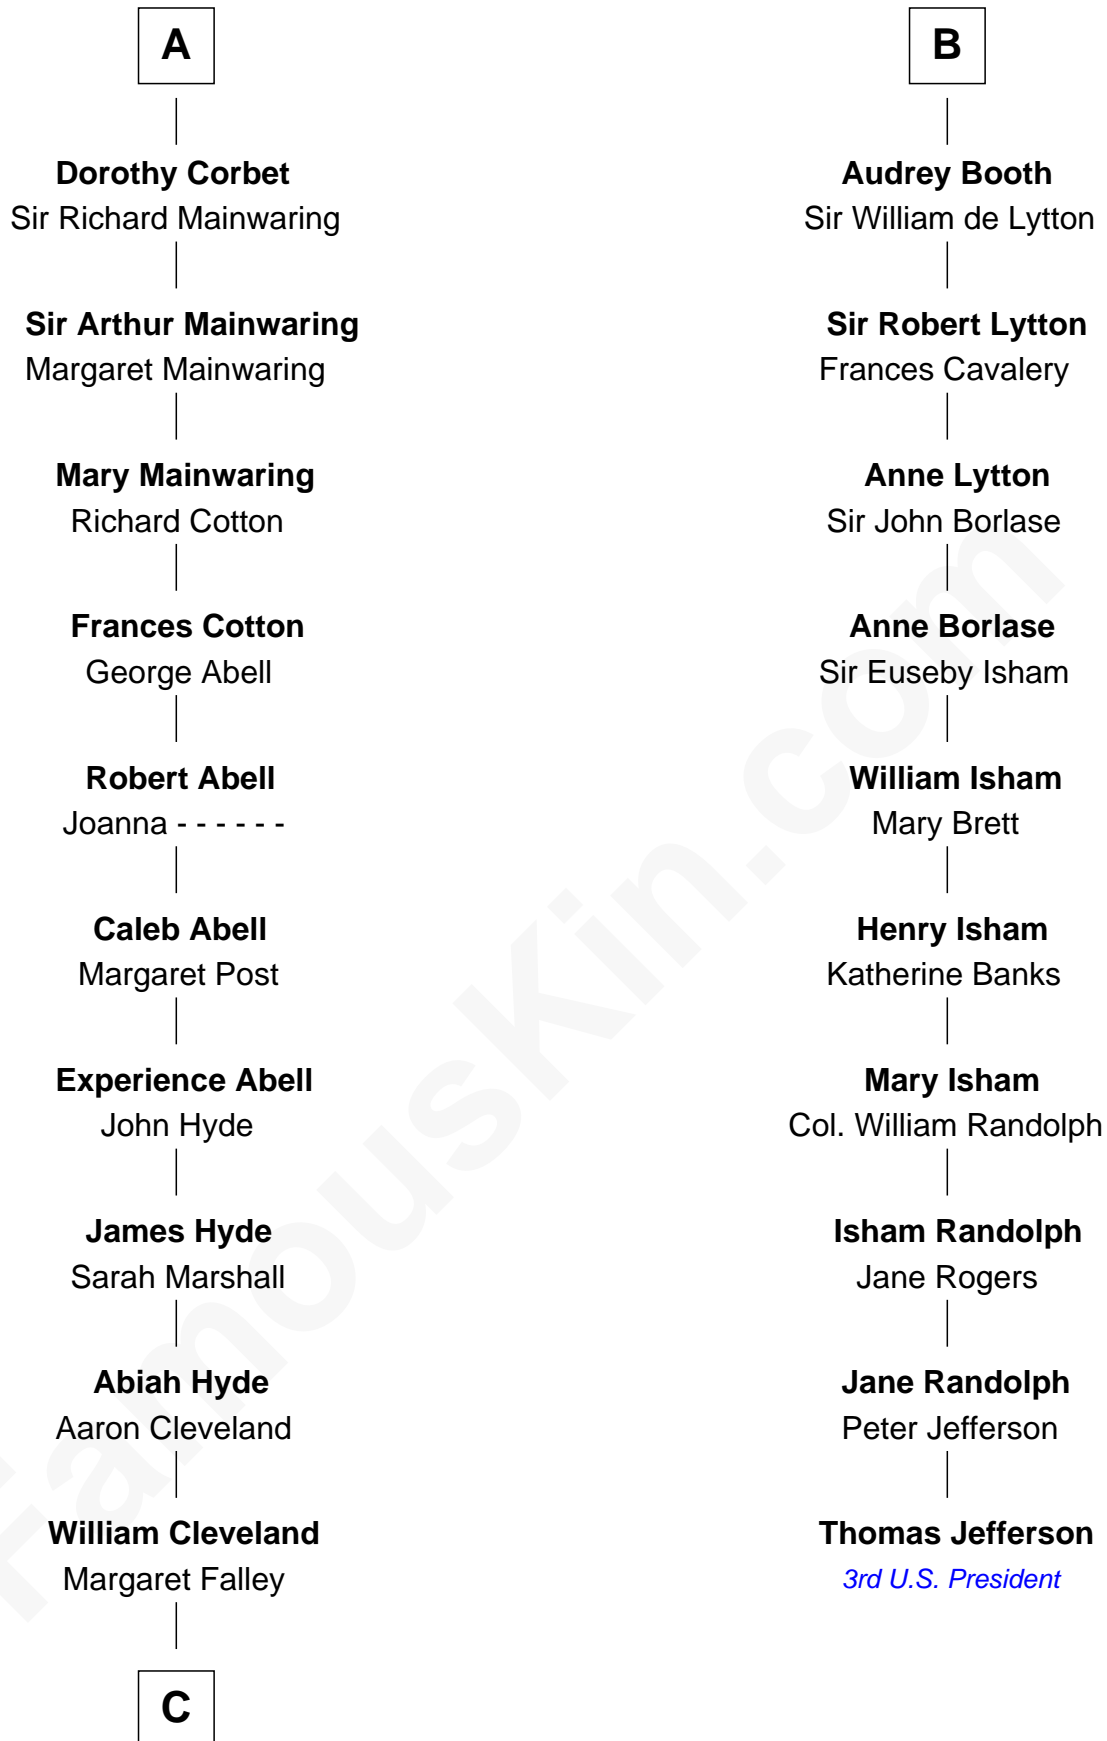 A
Dorothy Corbet
Sir Richard Mainwaring
Sir Arthur Mainwaring
Margaret Mainwaring
Mary Mainwaring
Richard Cotton
Frances Cotton
George Abell
Robert Abell
Joanna - - - - - -
Caleb Abell
Margaret Post
Experience Abell
John Hyde
James Hyde
Sarah Marshall
Abiah Hyde
Aaron Cleveland
William Cleveland
Margaret Falley
C
B
Audrey Booth
Sir William de Lytton
Sir Robert Lytton
Frances Cavalery
Anne Lytton
Sir John Borlase
Anne Borlase
Sir Euseby Isham
William Isham
Mary Brett
Henry Isham
Katherine Banks
Mary Isham
Col. William Randolph
Isham Randolph
Jane Rogers
Jane Randolph
Peter Jefferson
Thomas Jefferson
3rd U.S. President
FamousKin.com